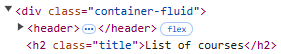 ▼<div class="container-fluid">
▶<header>⋯</header> flex
<h2 class="title">List of courses</h2>